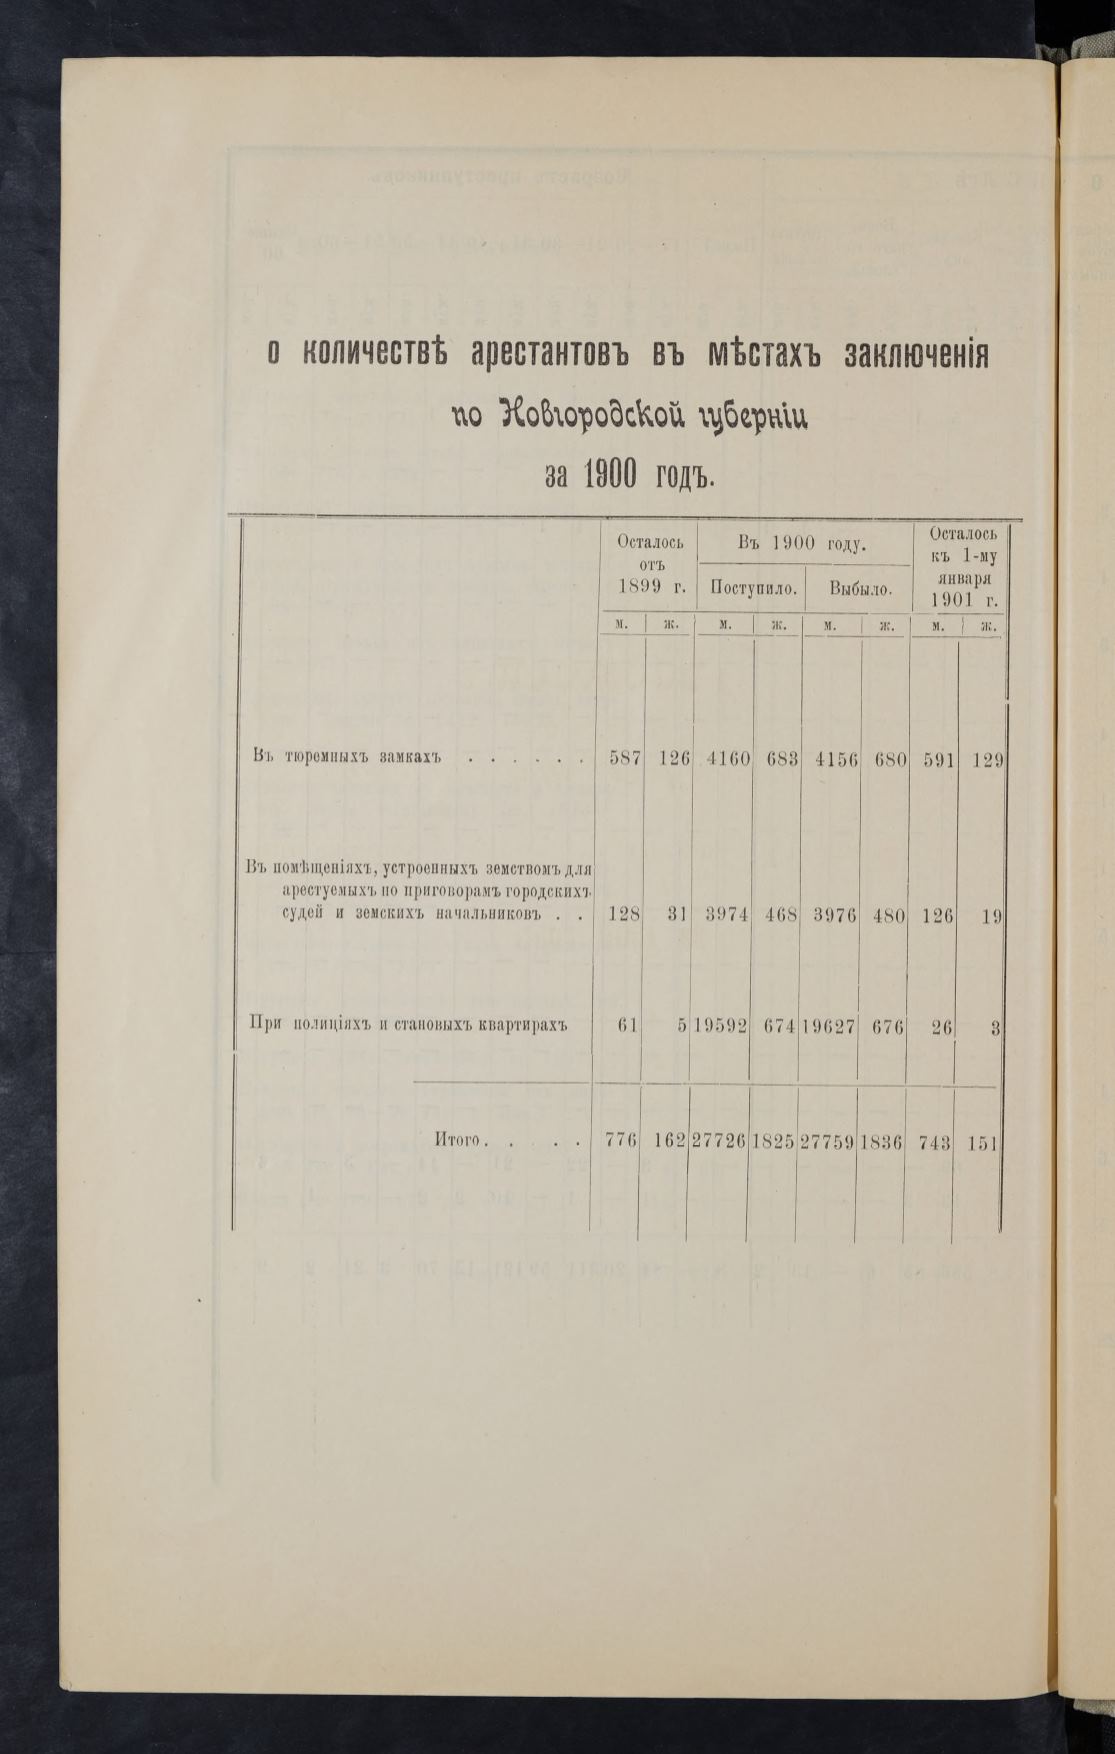 о количествѣ арестантовъ въ мѣстахъ заключенія
по Новгородской губерніи
за 1900 годъ.
Осталось отъ 1899 г. Въ 1900 году. Осталось къ 1-му января 1901 г.
Поступило. Выбыло.
м. ж. м. ж. м. ж. м. ж.
Въ тюремныхъ замкахъ . . . . . . 587 126 4160 683 4156 680 591 129
Въ помѣщеніяхъ, устроенныхъ земствомъ для
арестуемыхъ по приговорамъ городскихъ
судей и земскихъ начальниковъ . . 128 31 3974 468 3976 480 126 19
При полиціяхъ и становыхъ квартирахъ 61 5 19592 674 19627 676 26 3
Итого . . . . . 776 162 27726 1825 27759 1836 743 151